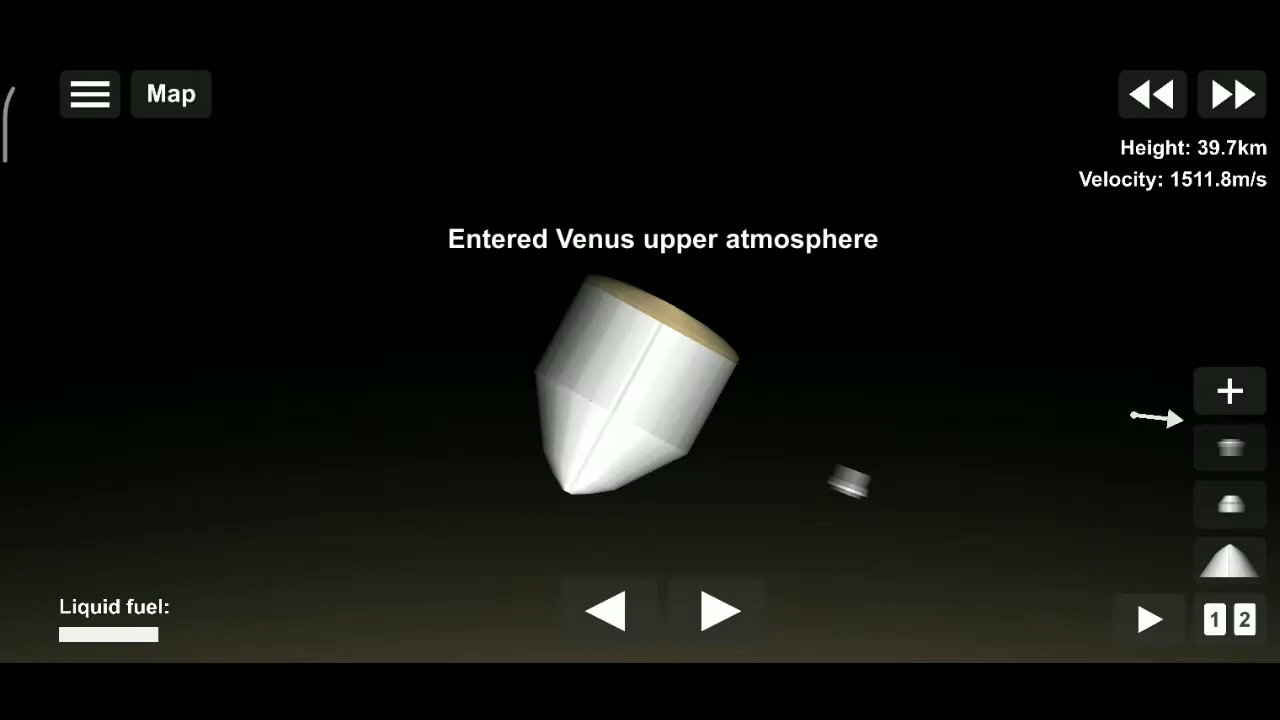 Map
Height: 39.7km
Velocity: 1511.8m/s
Entered Venus upper atmosphere
Liquid fuel:
1 2